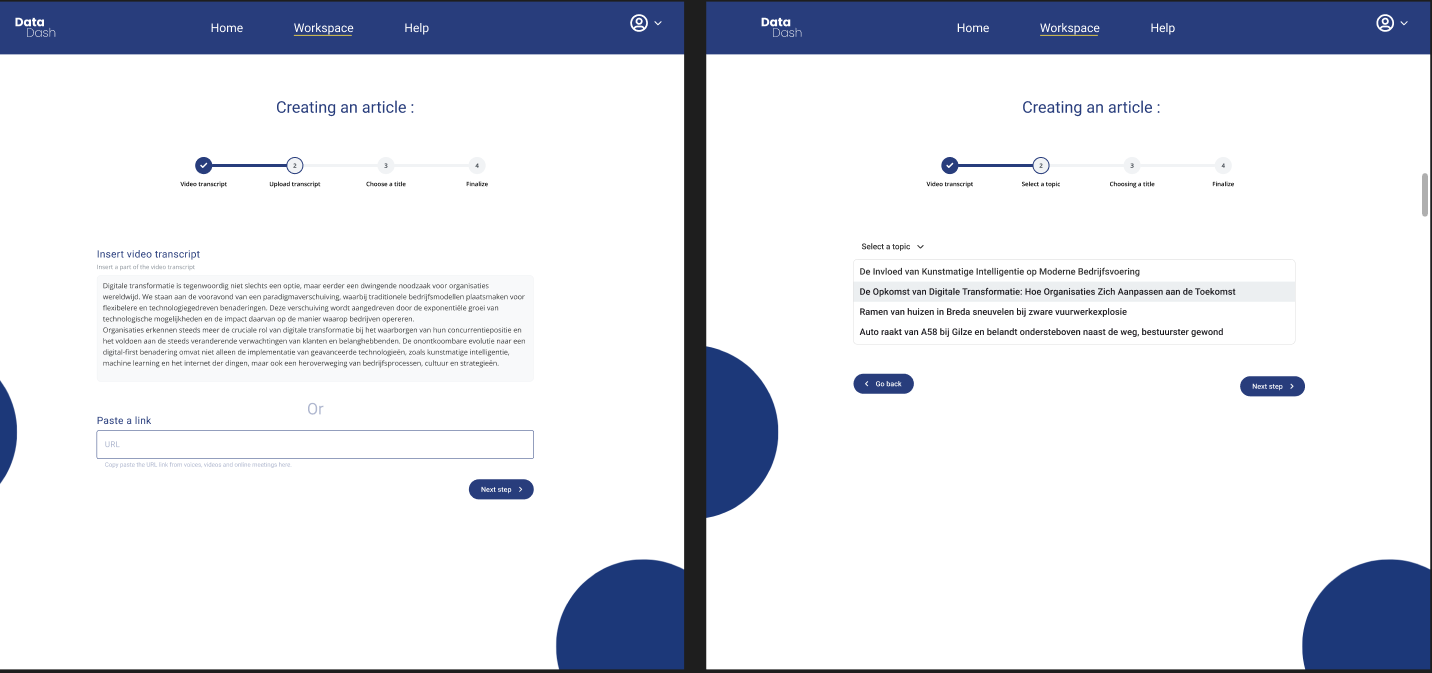 Data
Dash
Home
Workspace
Help
Creating an article :
2
3
4
Video transcript
Upload transcript
Choose a title
Finalize
Insert video transcript
Insert a part of the video transcript
Digitale transformatie is tegenwoordig niet slechts een optie, maar eerder een dwingende noodzaak voor organisaties
wereldwijd. We staan aan de vooravond van een paradigmaverschuiving, waarbij traditionele bedrijfsmodellen plaatsmaken voor
flexibelere en technologiegedreven benaderingen. Deze verschuiving wordt aangedreven door de exponentiële groei van
technologische mogelijkheden en de impact daarvan op de manier waarop bedrijven opereren.
Organisaties erkennen steeds meer de cruciale rol van digitale transformatie bij het waarborgen van hun concurrentiepositie en
het voldoen aan de steeds veranderende verwachtingen van klanten en belanghebbenden. De onontkoombare evolutie naar een
digital-first benadering omvat niet alleen de implementatie van geavanceerde technologieën, zoals kunstmatige intelligentie,
machine learning en het internet der dingen, maar ook een heroverweging van bedrijfsprocessen, cultuur en strategieën.
Or
Paste a link
URL
Copy paste the URL link from voiceo, videos and online meetings here.
Next step
Data
Dash
Home
Workspace
Help
Creating an article :
2
3
4
Video transcript
Select a topic
Choosing a title
Finalize
Select a topic
De Invloed van Kunstmatige Intelligentie op Moderne Bedrijfsvoering
De Opkomst van Digitale Transformatie: Hoe Organisaties Zich Aanpassen aan de Toekomst
Ramen van huizen in Breda sneuvelen bij zware vuurwerkexplosie
Auto raakt van A58 bij Gilze en belandt ondersteboven naast de weg, bestuurster gewond
Go back
Next step